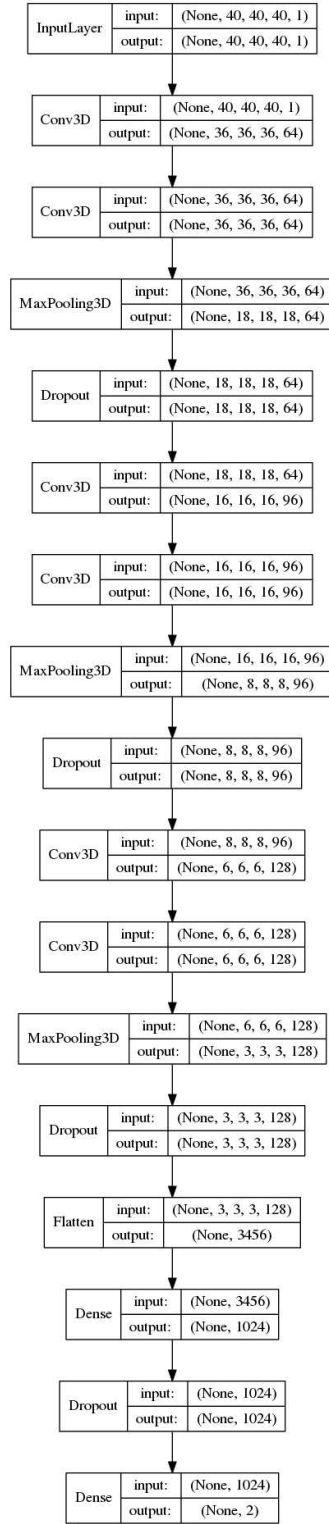 InputLayer input: (None, 40, 40, 40, 1)
output: (None, 40, 40, 40, 1)
Conv3D input: (None, 40, 40, 40, 1)
output: (None, 36, 36, 36, 64)
Conv3D input: (None, 36, 36, 36, 64)
output: (None, 36, 36, 36, 64)
MaxPooling3D input: (None, 36, 36, 36, 64)
output: (None, 18, 18, 18, 64)
Dropout input: (None, 18, 18, 18, 64)
output: (None, 18, 18, 18, 64)
Conv3D input: (None, 18, 18, 18, 64)
output: (None, 16, 16, 16, 96)
Conv3D input: (None, 16, 16, 16, 96)
output: (None, 16, 16, 16, 96)
MaxPooling3D input: (None, 16, 16, 16, 96)
output: (None, 8, 8, 8, 96)
Dropout input: (None, 8, 8, 8, 96)
output: (None, 8, 8, 8, 96)
Conv3D input: (None, 8, 8, 8, 96)
output: (None, 6, 6, 6, 128)
Conv3D input: (None, 6, 6, 6, 128)
output: (None, 6, 6, 6, 128)
MaxPooling3D input: (None, 6, 6, 6, 128)
output: (None, 3, 3, 3, 128)
Dropout input: (None, 3, 3, 3, 128)
output: (None, 3, 3, 3, 128)
Flatten input: (None, 3, 3, 3, 128)
output: (None, 3456)
Dense input: (None, 3456)
output: (None, 1024)
Dropout input: (None, 1024)
output: (None, 1024)
Dense input: (None, 1024)
output: (None, 2)